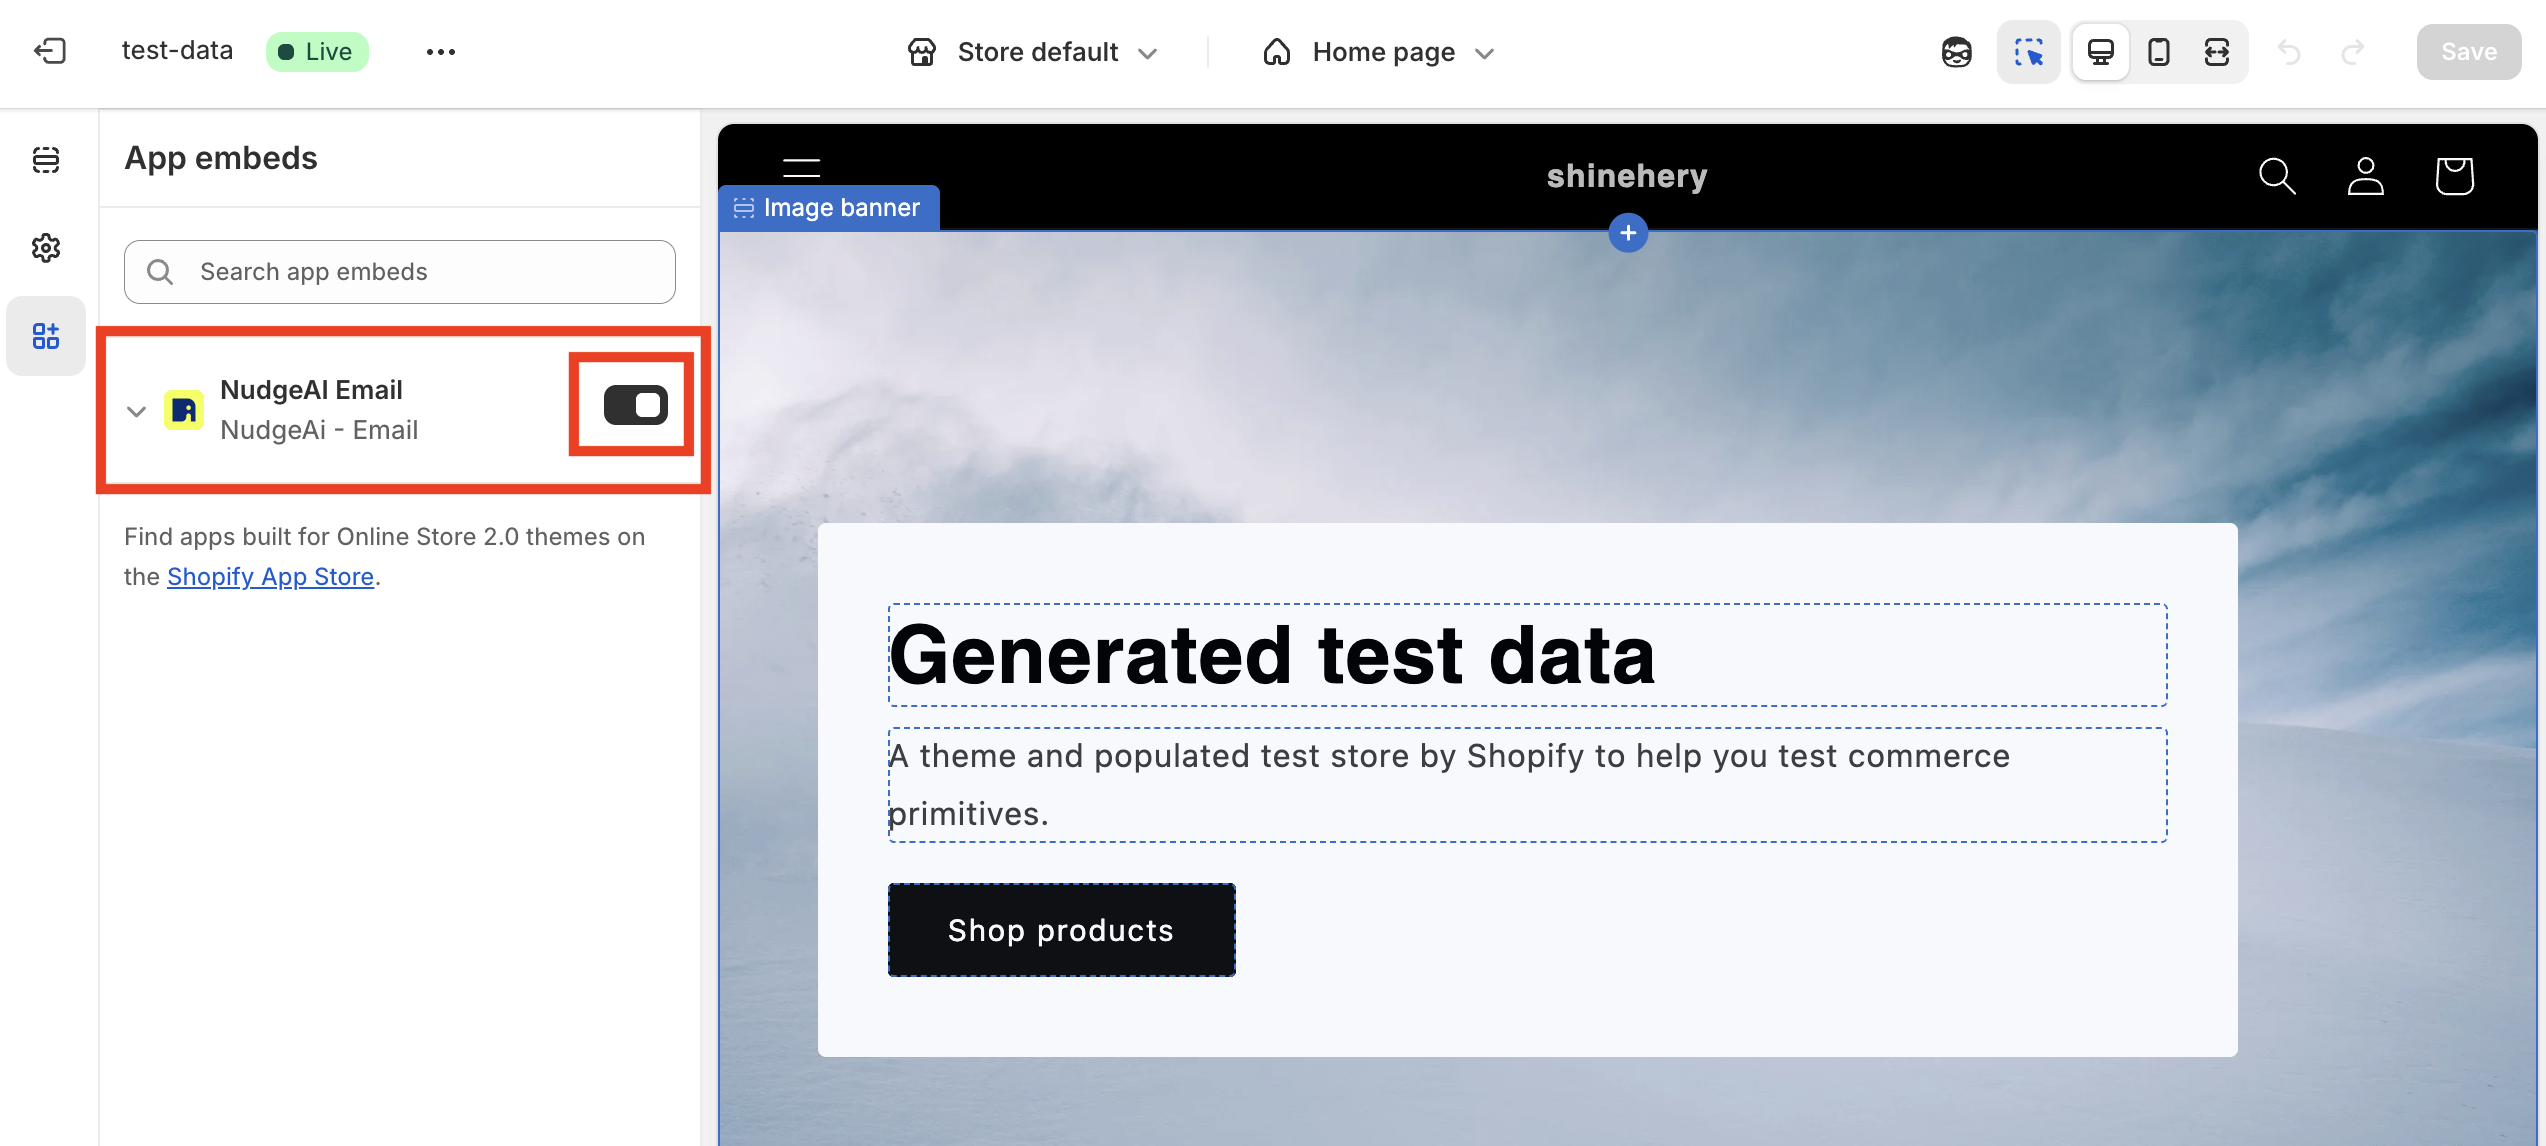 test-data
Live
Store default
Home page
Save
App embeds
Search app embeds
NudgeAI Email
NudgeAi - Email
Find apps built for Online Store 2.0 themes on
the Shopify App Store.
shinehery
Image banner
Generated test data
A theme and populated test store by Shopify to help you test commerce
primitives.
Shop products